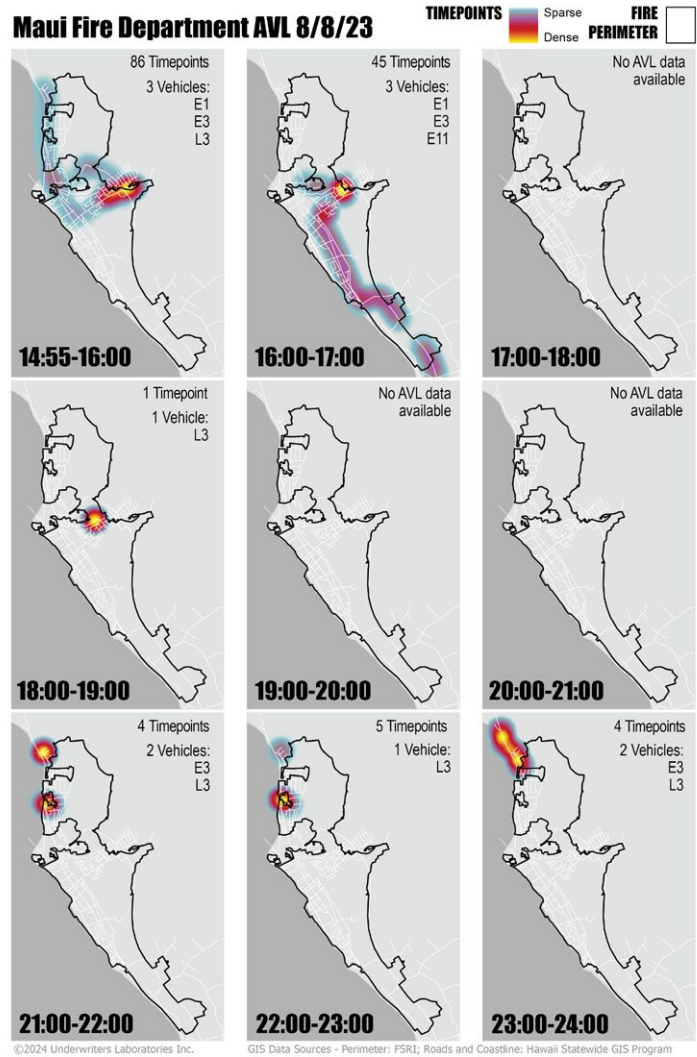 Maui Fire Department AVL 8/8/23
TIMEPOINTS
Sparse
Dense
FIRE
PERIMETER
86 Timepoints
3 Vehicles:
E1
E3
L3
14:55-16:00
45 Timepoints
3 Vehicles:
E1
E3
E11
16:00-17:00
No AVL data
available
17:00-18:00
1 Timepoint
1 Vehicle:
L3
18:00-19:00
No AVL data
available
19:00-20:00
No AVL data
available
20:00-21:00
4 Timepoints
2 Vehicles:
E3
L3
21:00-22:00
5 Timepoints
1 Vehicle:
L3
22:00-23:00
4 Timepoints
2 Vehicles:
E3
L3
23:00-24:00
©2024 Underwriters Laboratories Inc.
GIS Data Sources - Perimeter: FSRI; Roads and Coastline: Hawaii Statewide GIS Program